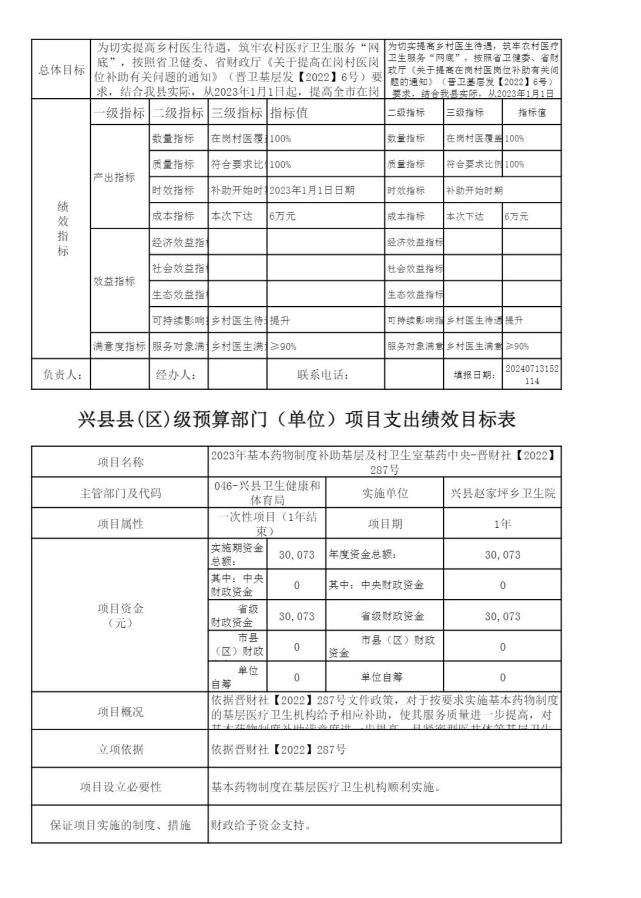 总体目标
为切实提高乡村医生待遇，筑牢农村医疗卫生服务“网
底”，按照省卫健委、省财政厅《关于提高在岗村医岗
位补助有关问题的通知》（晋卫基层发【2022】6号）要
求，结合我县实际，从2023年1月1日起，提高全市在岗
为切实提高乡村医生待遇，筑牢农村医疗
卫生服务“网底”，按照省卫健委、省财
政厅《关于提高在岗村医岗位补助有关问
题的通知》（晋卫基层发【2022】6号）
要求，结合我县实际，从2023年1月1日
绩效指标
一级指标 二级指标 三级指标 指标值 二级指标 三级指标 指标值
产出指标
数量指标 在岗村医覆盖 100% 数量指标 在岗村医覆盖 100%
质量指标 符合要求比例 100% 质量指标 符合要求比例 100%
时效指标 补助开始时 2023年1月1日日期 时效指标 补助开始时期
成本指标 本次下达 6万元 成本指标 本次下达 6万元
效益指标
经济效益指标 经济效益指标
社会效益指标 社会效益指标
生态效益指标 生态效益指标
可持续影响 乡村医生待 提升 可持续影响指 乡村医生待遇 提升
满意度指标 服务对象满 乡村医生满 ≥90% 服务对象满意 乡村医生满意 ≥90%
负责人： 经办人： 联系电话： 填报日期： 20240713152
114
兴县县(区)级预算部门（单位）项目支出绩效目标表
项目名称 2023年基本药物制度补助基层及村卫生室基药中央-晋财社【2022】
287号
主管部门及代码 046-兴县卫生健康和
体育局 实施单位 兴县赵家坪乡卫生院
项目属性 一次性项目（1年结
束） 项目期 1年
项目资金
（元）
实施期资金
总额： 30,073 年度资金总额： 30,073
其中：中央
财政资金 0 其中：中央财政资金 0
省级
财政资金 30,073 省级财政资金 30,073
市县
（区）财政 0 市县（区）财政
资金 0
单位
自筹 0 单位自筹 0
项目概况
依据晋财社【2022】287号文件政策，对于按要求实施基本药物制度
的基层医疗卫生机构给予相应补助，使其服务质量进一步提高，对
立项依据 依据晋财社【2022】287号
项目设立必要性 基本药物制度在基层医疗卫生机构顺利实施。
保证项目实施的制度、措施 财政给予资金支持。